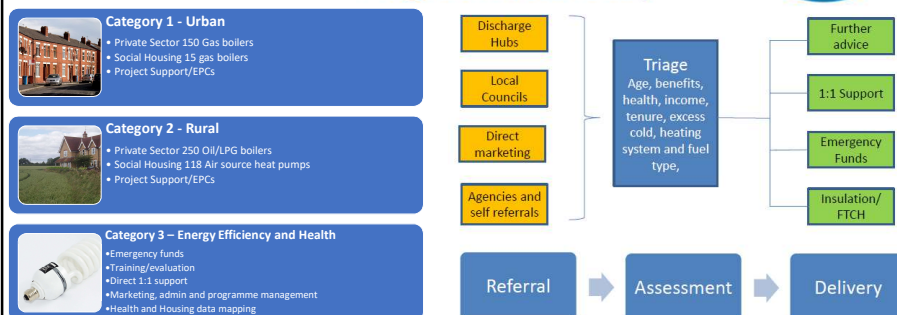 Category 1 - Urban
• Private Sector 150 Gas boilers
• Social Housing 15 gas boilers
• Project Support/EPCs
Category 2 - Rural
• Private Sector 250 Oil/LPG boilers
• Social Housing 118 Air source heat pumps
• Project Support/EPCs
Category 3 – Energy Efficiency and Health
•Emergency funds
•Training/evaluation
•Direct 1:1 support
•Marketing, admin and programme management
•Health and Housing data mapping
Discharge
Hubs
Local
Councils
Direct
marketing
Agencies and
self referrals
Triage
Age, benefits,
health, income,
tenure, excess
cold, heating
system and fuel
type,
Further
advice
1:1 Support
Emergency
Funds
Insulation/
FTCH
Referral
Assessment
Delivery